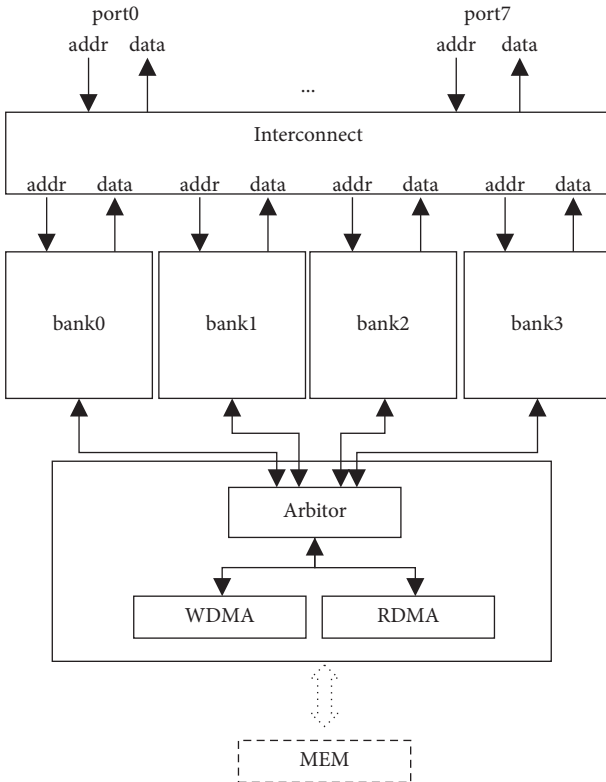 port0 port7
addr data addr data
...
Interconnect
addr data addr data addr data addr data
bank0 bank1 bank2 bank3
Arbitor
WDMA RDMA
MEM